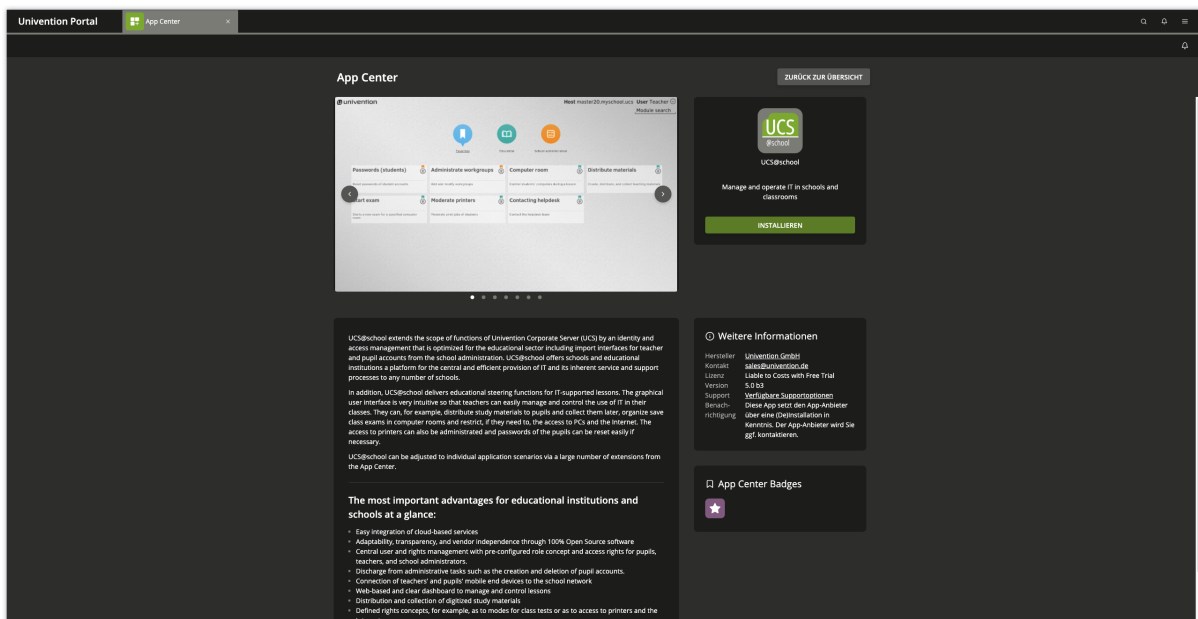 Univention Portal
App Center
App Center
ZURÜCK ZUR ÜBERSICHT
univention
Host master20.myschool.ucs User Teacher
Module search
Passwords (students)
Administrate workgroups
Computer room
Distribute materials
Start exam
Moderate printers
Contacting helpdesk
UCS
@school
UCS@school
Manage and operate IT in schools and
classrooms
INSTALLIEREN
UCS@school extends the scope of functions of Univention Corporate Server (UCS) by an identity and
access management that is optimized for the educational sector including import interfaces for teacher
and pupil accounts from the school administration. UCS@school offers schools and educational
institutions a platform for the central and efficient provision of IT and its inherent service and support
processes to any number of schools.
In addition, UCS@school delivers educational steering functions for IT-supported lessons. The graphical
user interface is very intuitive so that teachers can easily manage and control the use of IT in their
classes. They can, for example, distribute study materials to pupils and collect them later, organize save
class exams in computer rooms and restrict, if they need to, the access to PCs and the Internet. The
access to printers can also be administrated and passwords of the pupils can be reset easily if
necessary.
UCS@school can be adjusted to individual application scenarios via a large number of extensions from
the App Center.
The most important advantages for educational institutions and
schools at a glance:
Easy integration of cloud-based services
Adaptability, transparency, and vendor independence through 100% Open Source software
Central user and rights management with pre-configured role concept and access rights for pupils,
teachers, and school administrators.
Discharge from administrative tasks such as the creation and deletion of pupil accounts.
Connection of teachers' and pupils' mobile end devices to the school network
Web-based and clear dashboard to manage and control lessons
Distribution and collection of digitized study materials
Defined rights concepts, for example, as to modes for class tests or as to access to printers and the
Weitere Informationen
Hersteller Univention GmbH
Kontakt sales@univention.de
Lizenz Liable to Costs with Free Trial
Version 5.0 b3
Support Verfügbare Supportoptionen
Benach- Diese App setzt den App-Anbieter
richtigung über eine (De)Installation in
Kenntnis. Der App-Anbieter wird Sie
ggf. kontaktieren.
App Center Badges